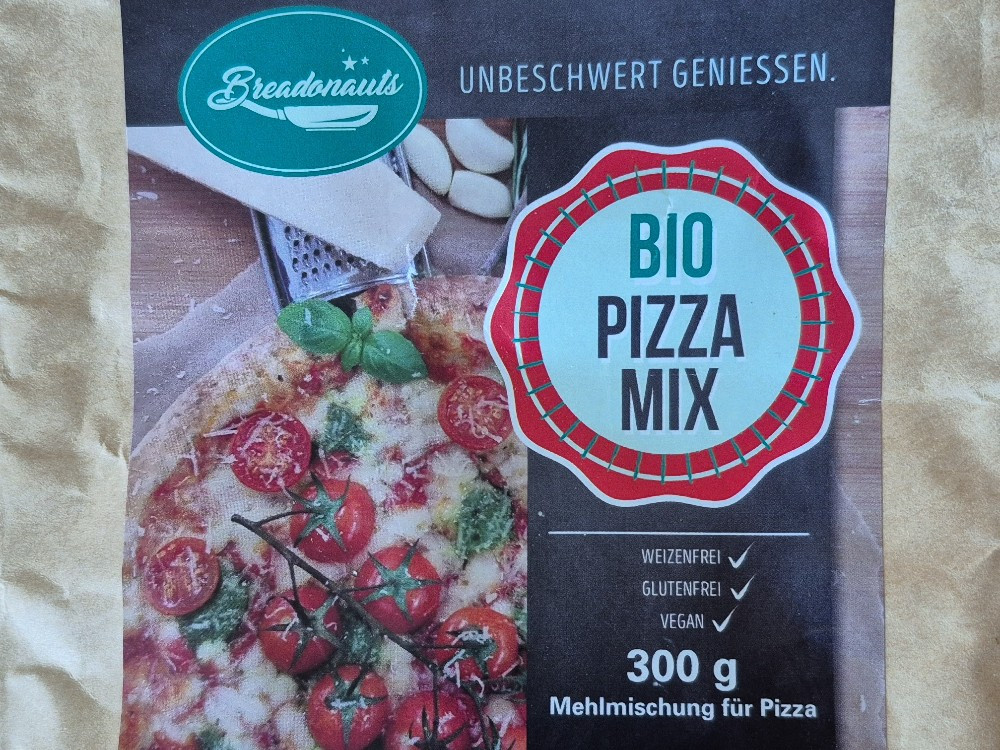 Breadonauts
UNBESCHWERT GENIESSEN.
BIO
PIZZA
MIX
WEIZENFREI
GLUTENFREI
VEGAN
300 g
Mehlmischung für Pizza